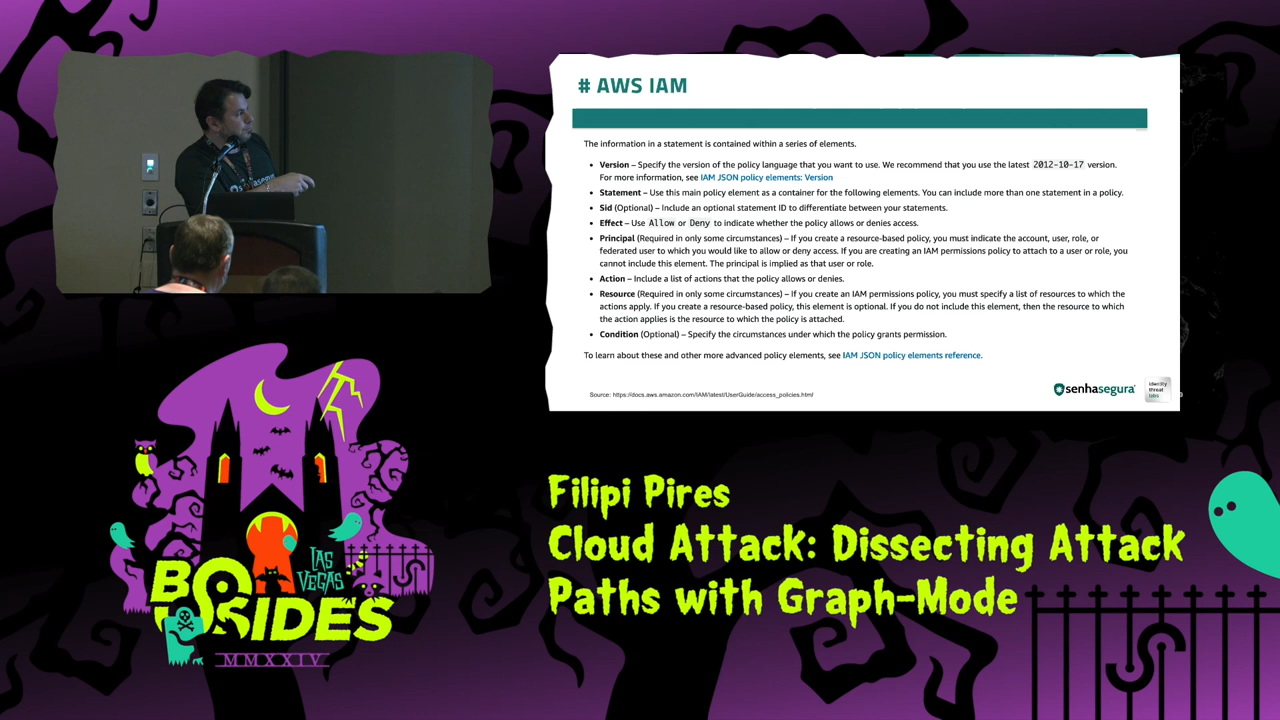 # AWS IAM
The information in a statement is contained within a series of elements.
• Version – Specify the version of the policy language that you want to use. We recommend that you use the latest 2012-10-17 version.
For more information, see IAM JSON policy elements: Version
• Statement – Use this main policy element as a container for the following elements. You can include more than one statement in a policy.
• Sid (Optional) – Include an optional statement ID to differentiate between your statements.
• Effect – Use Allow or Deny to indicate whether the policy allows or denies access.
• Principal (Required in only some circumstances) – If you create a resource-based policy, you must indicate the account, user, role, or
federated user to which you would like to allow or deny access. If you are creating an IAM permissions policy to attach to a user or role, you
cannot include this element. The principal is implied as that user or role.
• Action – Include a list of actions that the policy allows or denies.
• Resource (Required in only some circumstances) – If you create an IAM permissions policy, you must specify a list of resources to which the
actions apply. If you create a resource-based policy, this element is optional. If you do not include this element, then the resource to which
the action applies is the resource to which the policy is attached.
• Condition (Optional) – Specify the circumstances under which the policy grants permission.
To learn about these and other more advanced policy elements, see IAM JSON policy elements reference.
Source: https://docs.aws.amazon.com/IAM/latest/UserGuide/access_policies.html
senhasegura
identity
threat
labs
LAS
VEGAS
BSIDES
MMXXIV
Filipi Pires
Cloud Attack: Dissecting Attack
Paths with Graph-Mode